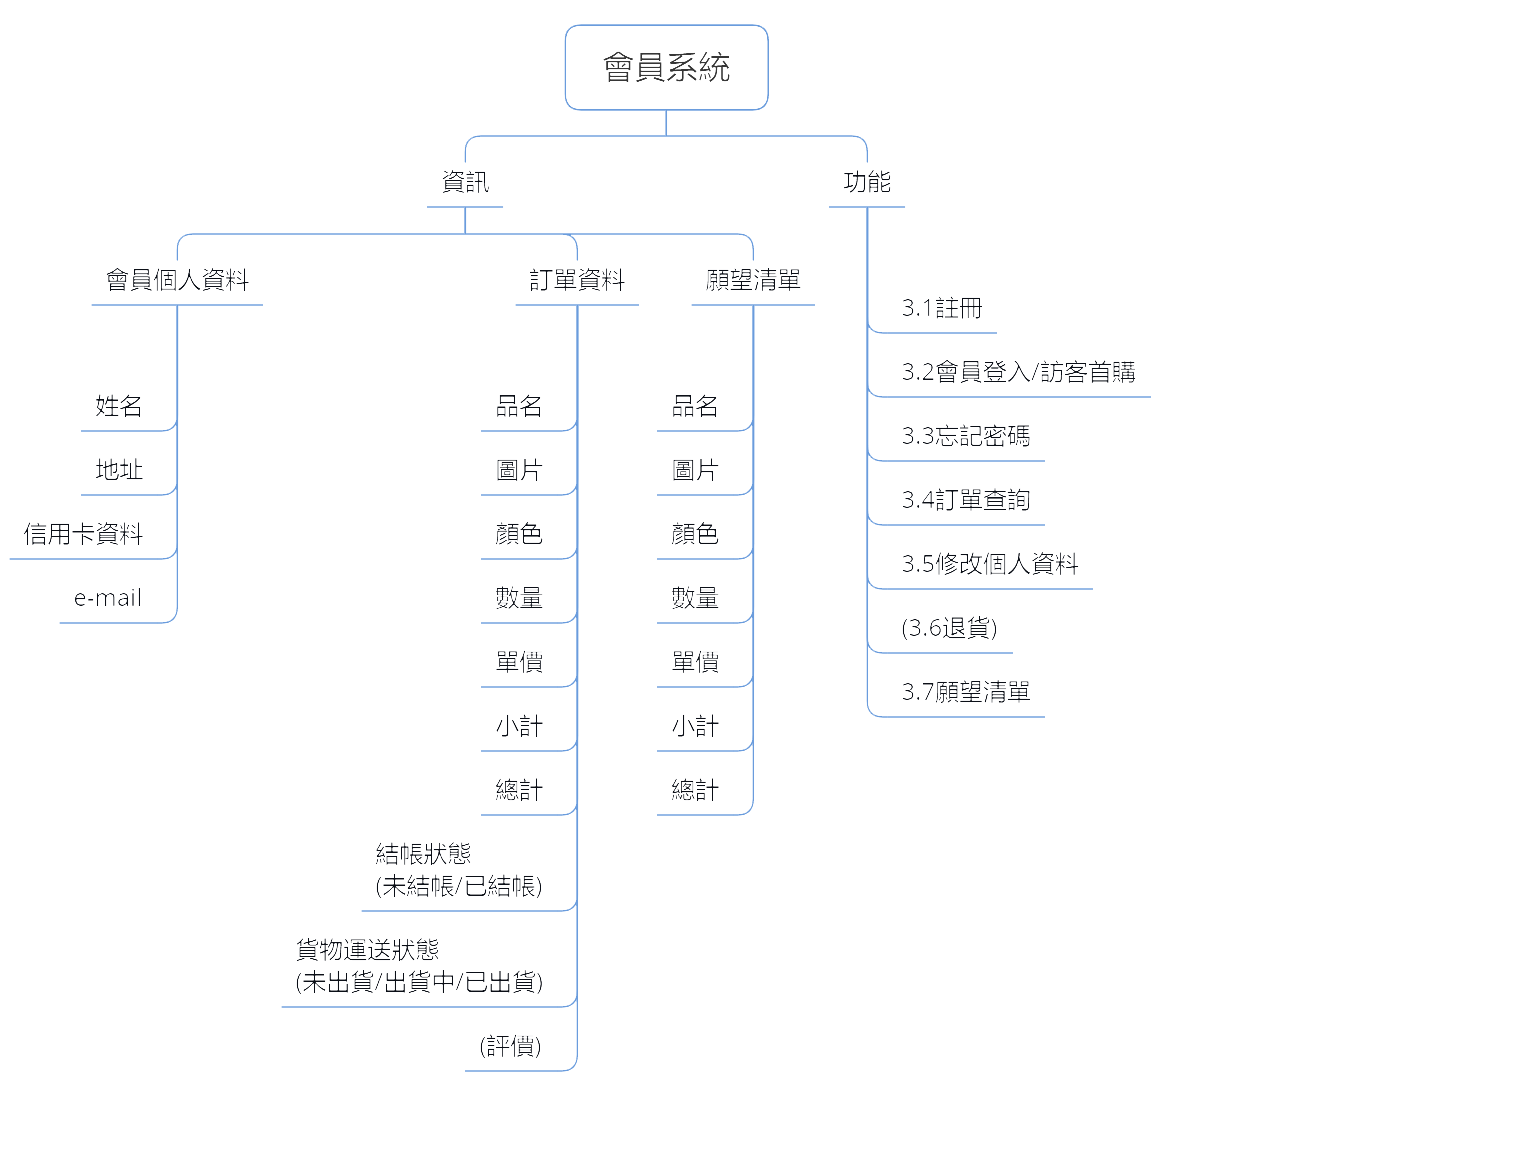 會員系統
資訊
功能
會員個人資料
訂單資料
願望清單
姓名
地址
信用卡資料
e-mail
品名
圖片
顏色
數量
單價
小計
總計
結帳狀態
(未結帳/已結帳)
貨物運送狀態
(未出貨/出貨中/已出貨)
(評價)
品名
圖片
顏色
數量
單價
小計
總計
3.1註冊
3.2會員登入/訪客首購
3.3忘記密碼
3.4訂單查詢
3.5修改個人資料
(3.6退貨)
3.7願望清單